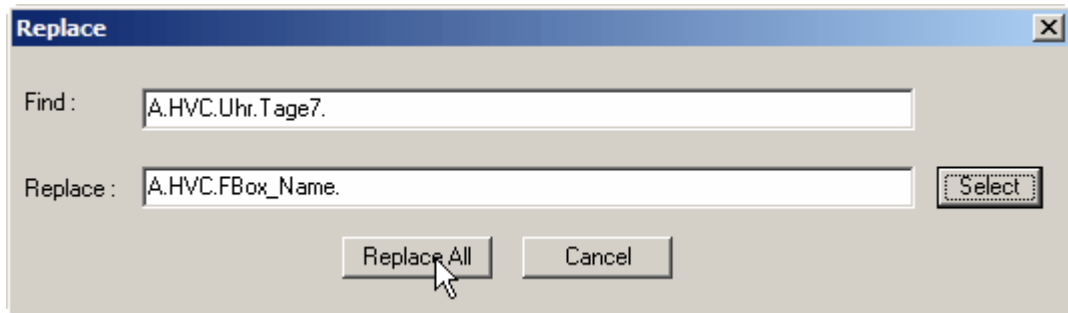 Replace
Find :
A.HVC.Uhr.Tage7.
Replace :
A.HVC.FBox_Name.
Select
Replace All
Cancel